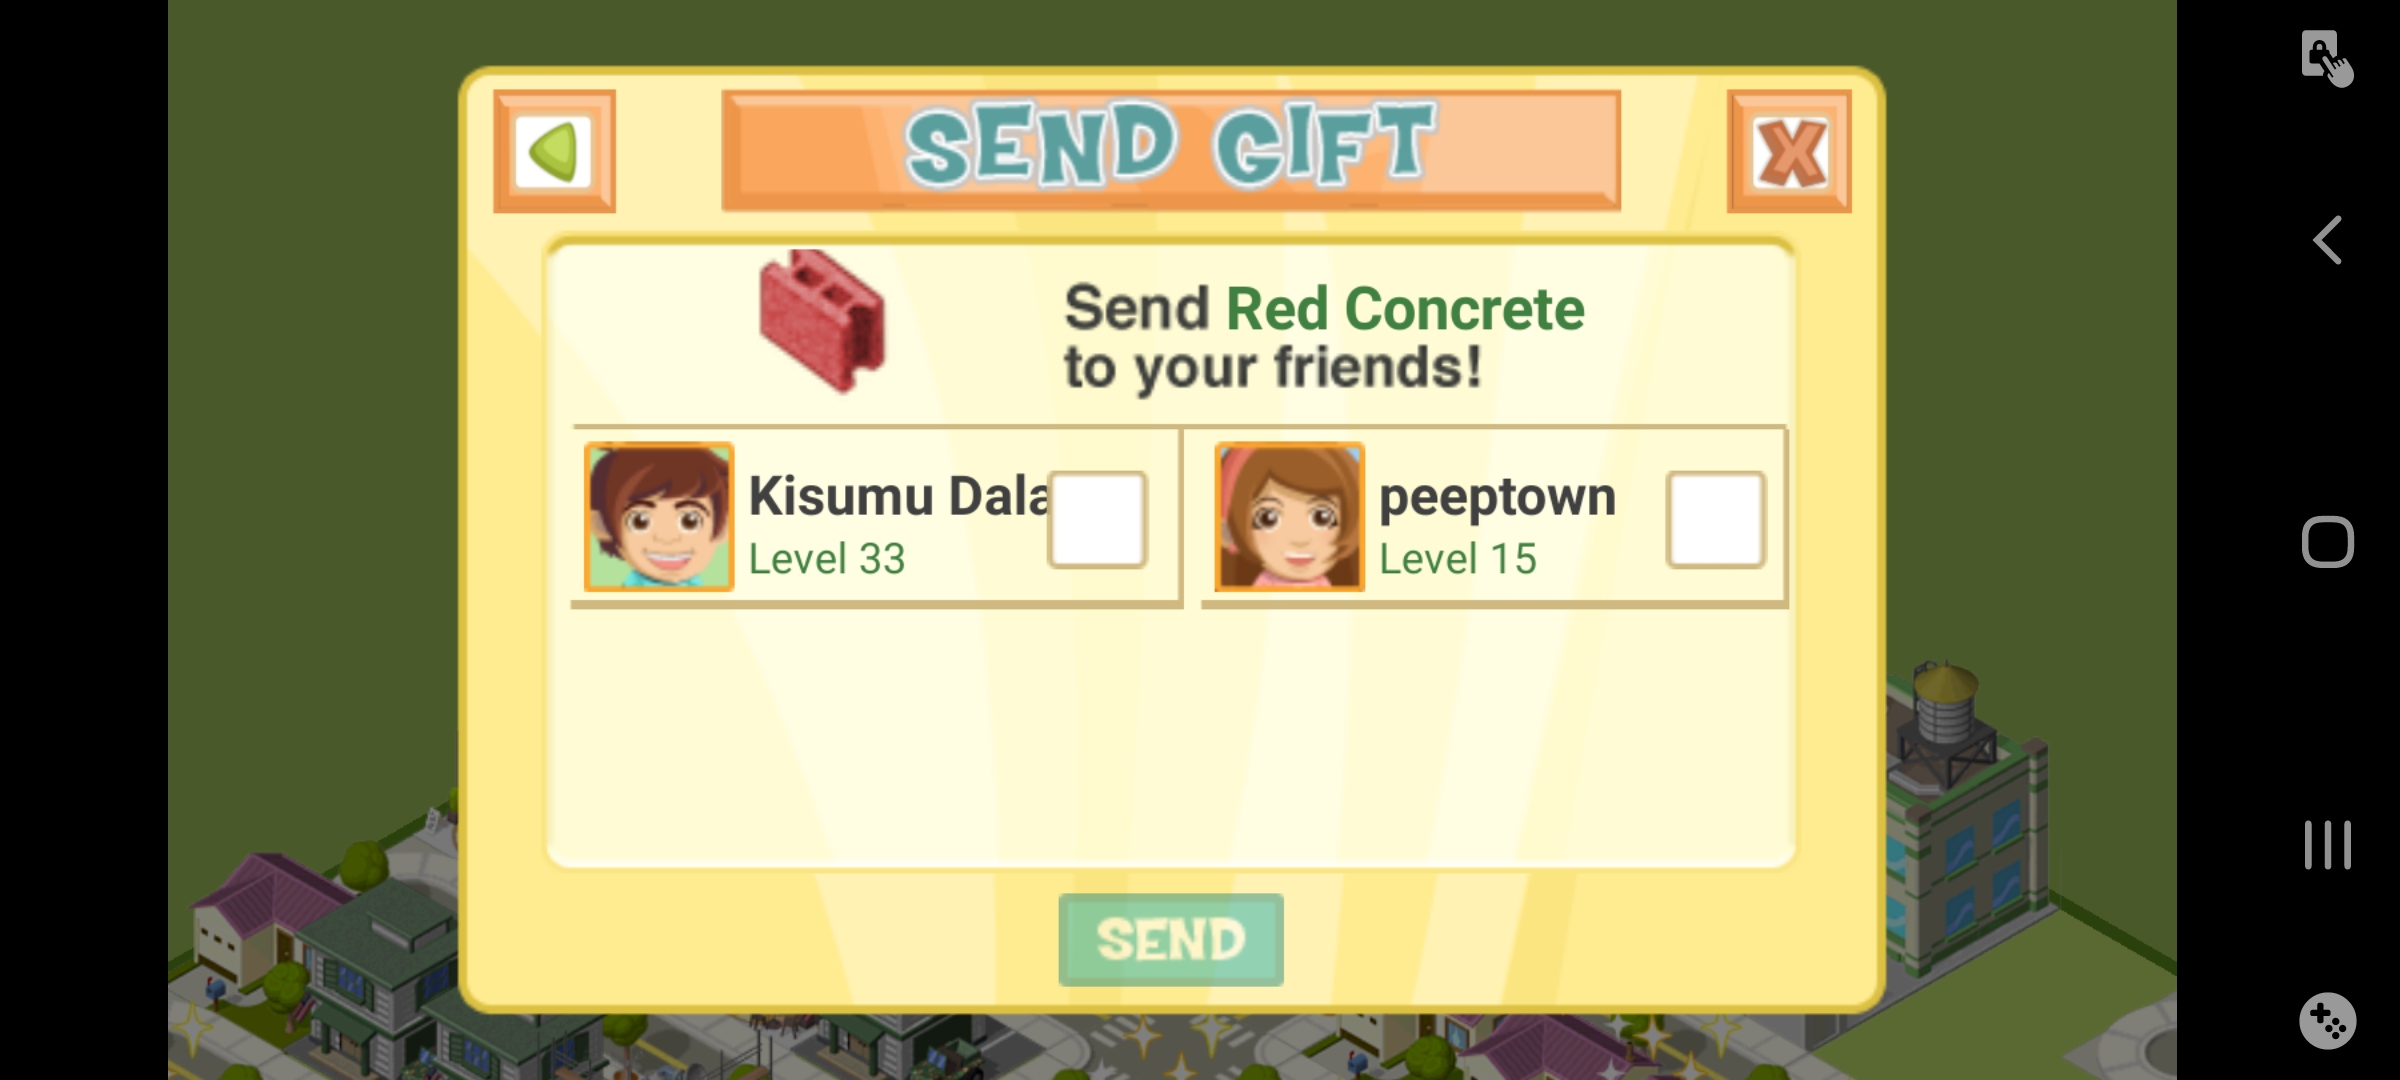 SEND GIFT
Send Red Concrete
to your friends!
Kisumu Dala
Level 33
peeptown
Level 15
SEND